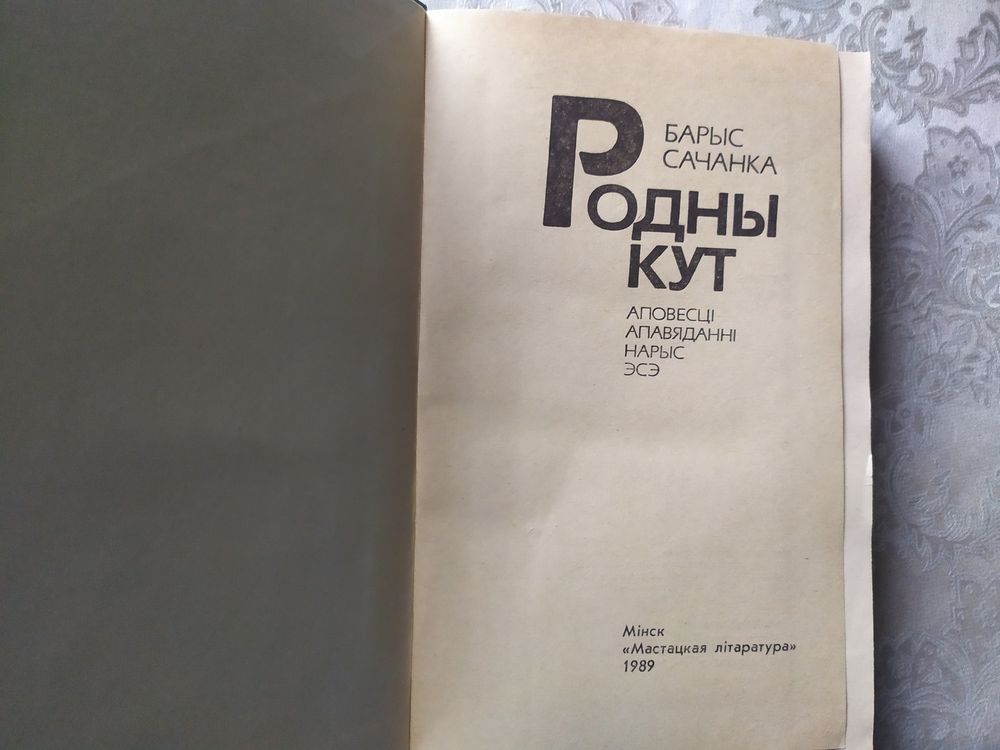 БАРЫС
САЧАНКА
РОДНЫ
КУТ
АПОВЕСЦІ
АПАВЯДАННІ
НАРЫС
ЭСЭ
Мінск
«Мастацкая літаратура»
1989